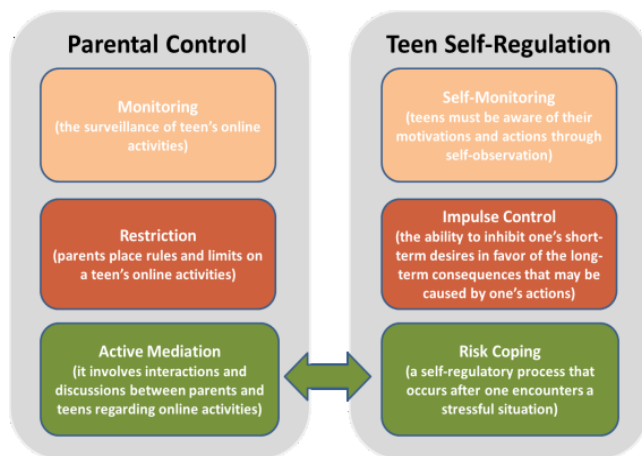 Parental Control
Monitoring
(the surveillance of teen's online
activities)
Restriction
(parents place rules and limits on
a teen's online activities)
Active Mediation
(it involves interactions and
discussions between parents and
teens regarding online activities)
Teen Self-Regulation
Self-Monitoring
(teens must be aware of their
motivations and actions through
self-observation)
Impulse Control
(the ability to inhibit one's short-
term desires in favor of the long-
term consequences that may be
caused by one's actions)
Risk Coping
(a self-regulatory process that
occurs after one encounters a
stressful situation)